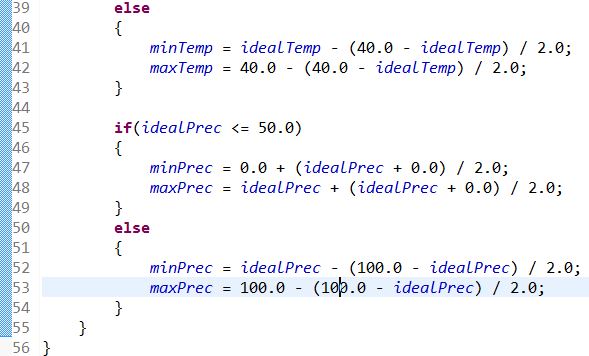 39 else
40 {
41 minTemp = idealTemp - (40.0 - idealTemp) / 2.0;
42 maxTemp = 40.0 - (40.0 - idealTemp) / 2.0;
43 }
44
45 if(idealPrec <= 50.0)
46 {
47 minPrec = 0.0 + (idealPrec + 0.0) / 2.0;
48 maxPrec = idealPrec + (idealPrec + 0.0) / 2.0;
49 }
50 else
51 {
52 minPrec = idealPrec - (100.0 - idealPrec) / 2.0;
53 maxPrec = 100.0 - (100.0 - idealPrec) / 2.0;
54 }
55 }
56 }